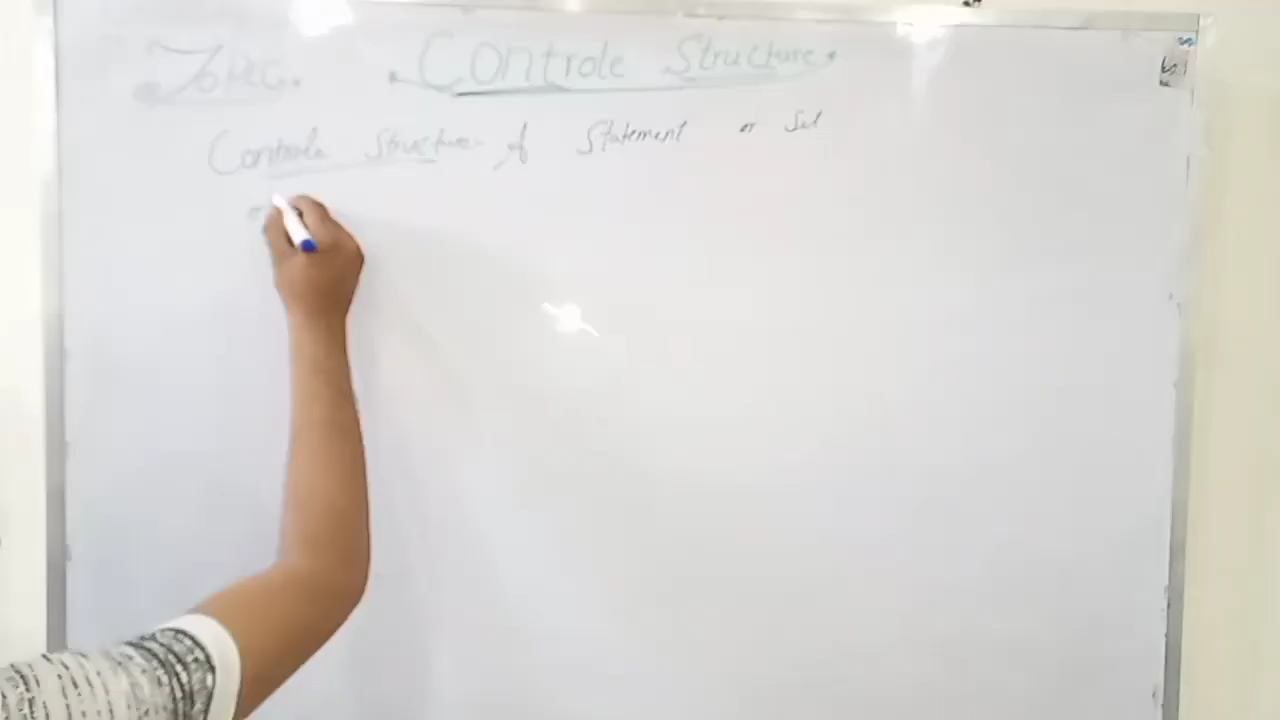 Topic. Controle Structure.
Controle Structure of Statement or Set